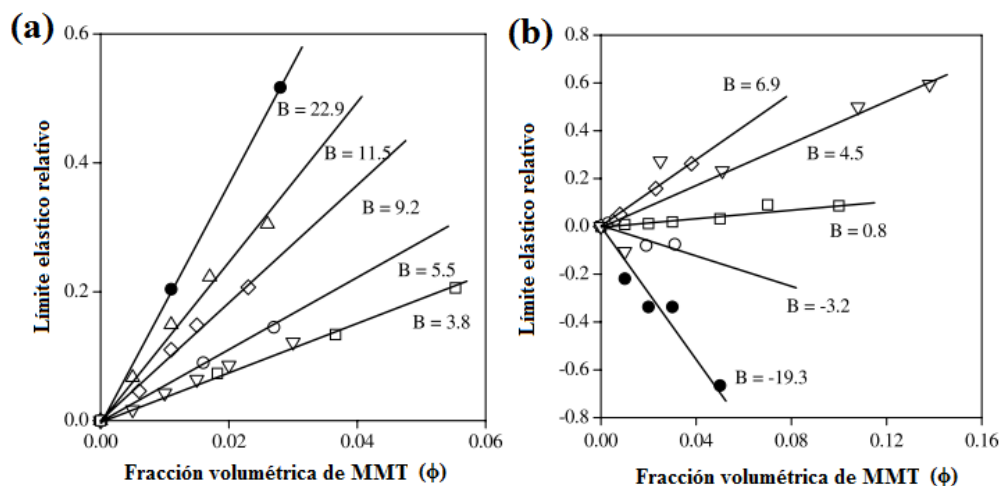 (a)
Límite elástico relativo
0.6
0.4
0.2
0.0
B = 22.9
B = 11.5
B = 9.2
B = 5.5
B = 3.8
0.00
0.02
0.04
0.06
Fracción volumétrica de MMT (ϕ)
(b)
Límite elástico relativo
0.8
0.6
0.4
0.2
0.0
-0.2
-0.4
-0.6
-0.8
B = 6.9
B = 4.5
B = 0.8
B = -3.2
B = -19.3
0.00
0.04
0.08
0.12
0.16
Fracción volumétrica de MMT (ϕ)